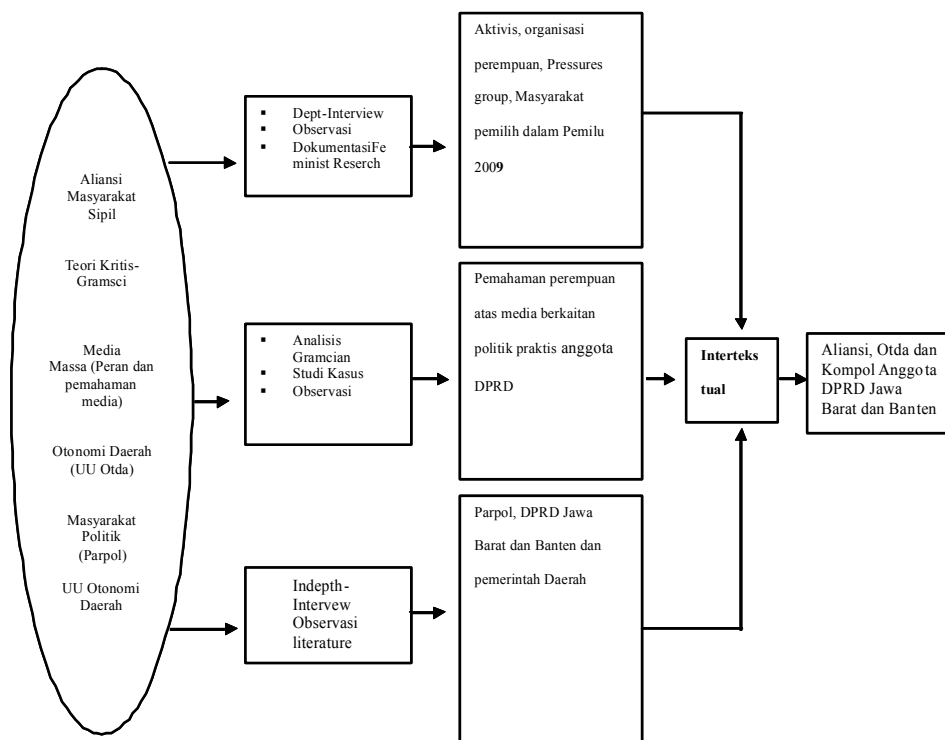 Aliansi
Masyarakat
Sipil
Teori Kritis-
Gramsci
Media
Massa (Peran dan
pemahaman
media)
Otonomi Daerah
(UU Otda)
Masyarakat
Politik
(Parpol)
UU Otonomi
Daerah
▪ Dept-Interview
▪ Observasi
▪ DokumentasiFe
minist Reserch
Aktivis, organisasi
perempuan, Pressures
group, Masyarakat
pemilih dalam Pemilu
2009
▪ Analisis
Gramcian
▪ Studi Kasus
▪ Observasi
Pemahaman perempuan
atas media berkaitan
politik praktis anggota
DPRD
Indepth-
Intervew
Observasi
literature
Parpol, DPRD Jawa
Barat dan Banten dan
pemerintah Daerah
Interteks
tual
Aliansi, Otda dan
Kompol Anggota
DPRD Jawa
Barat dan Banten